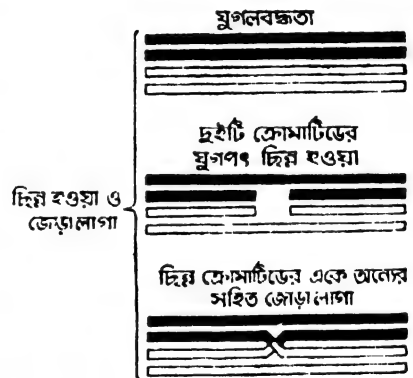 যুগলবদ্ধতা
দুইটি ক্রোমাটিডের
যুগপৎ ছিন্ন হওয়া
ছিন্ন হওয়া ও
জোড়া লাগা
ছিন্ন ক্রোমাটিডের একে অন্যের
সহিত জোড়া লাগা